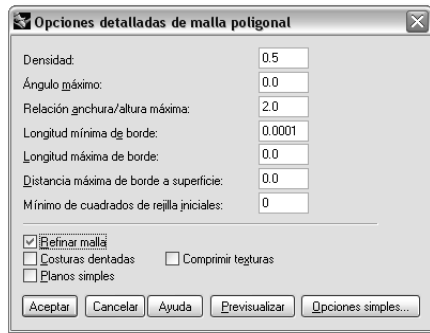 Opciones detalladas de malla poligonal
Densidad: 0.5
Ángulo máximo: 0.0
Relación anchura/altura máxima: 2.0
Longitud mínima de borde: 0.0001
Longitud máxima de borde: 0.0
Distancia máxima de borde a superficie: 0.0
Mínimo de cuadrados de rejilla iniciales: 0
Refinar malla
Costuras dentadas Comprimir texturas
Planos simples
Aceptar Cancelar Ayuda Previsualizar Opciones simples...